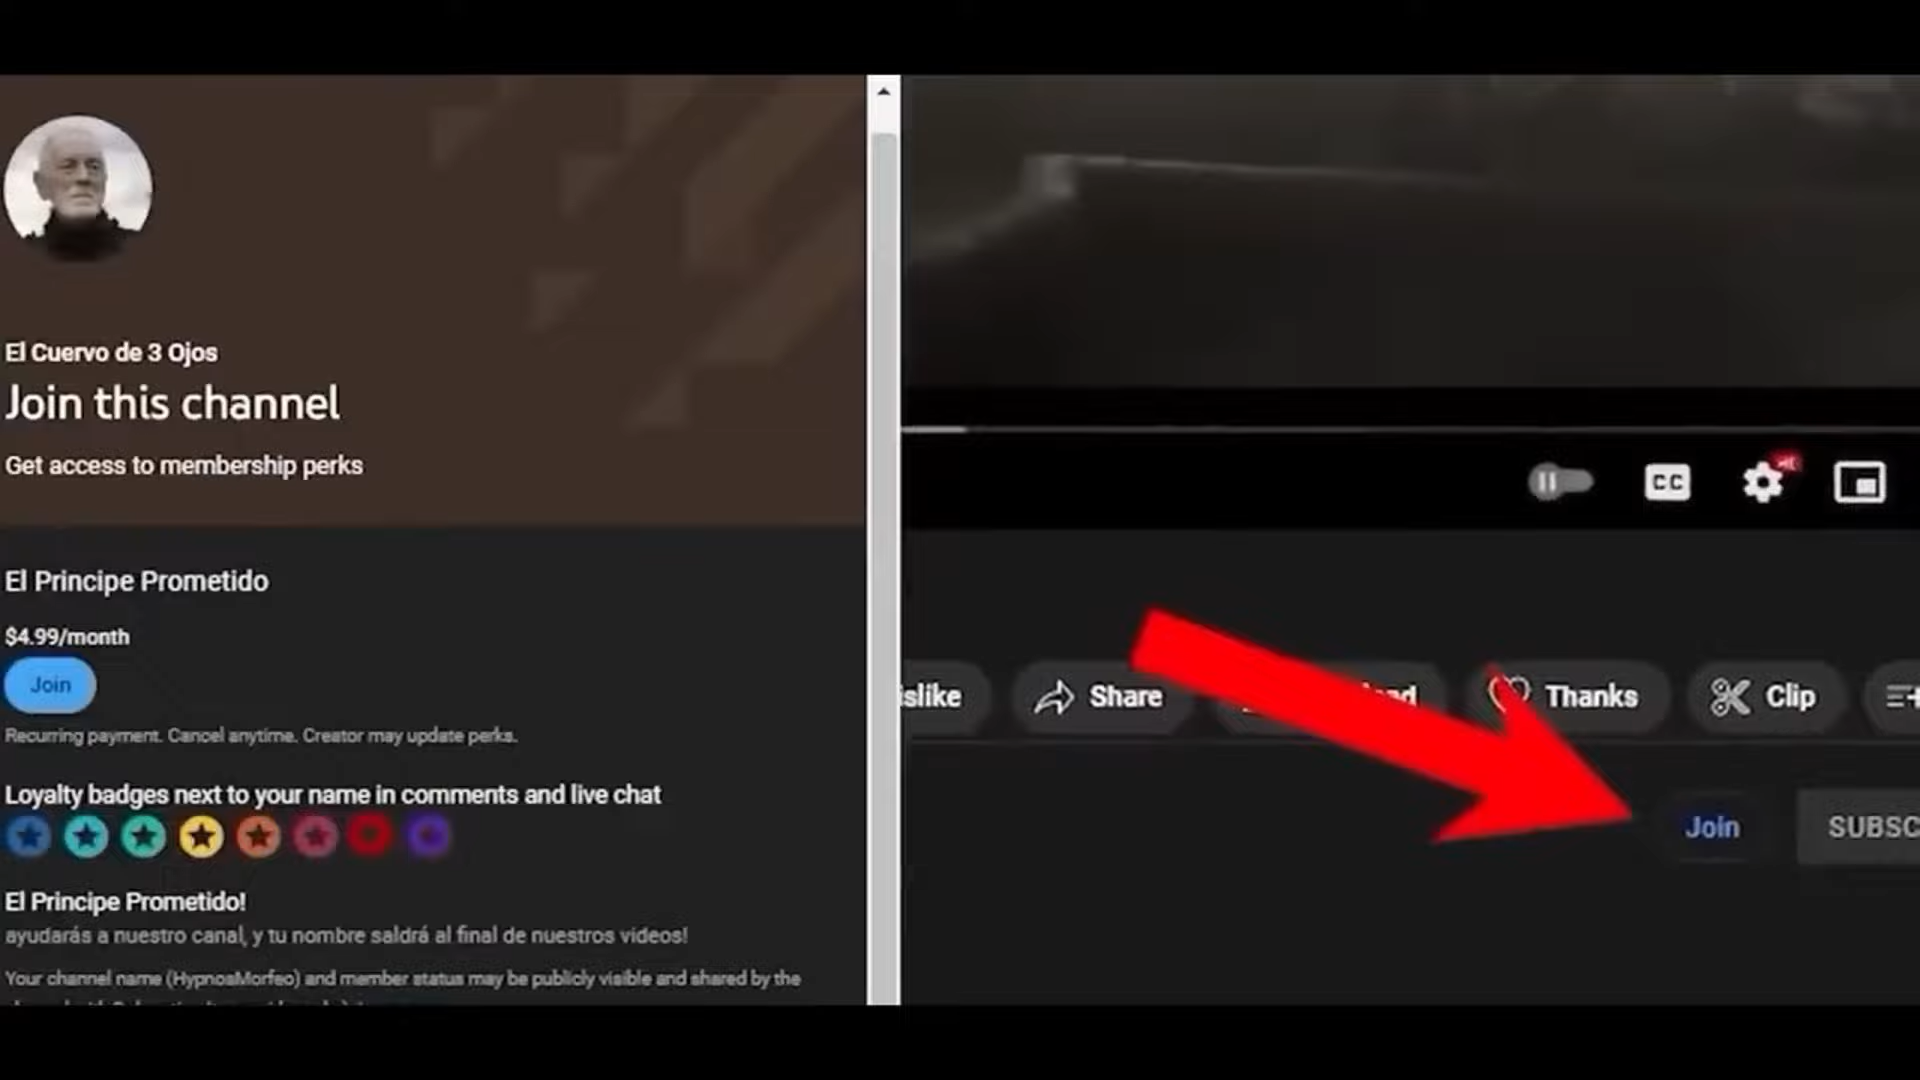 El Cuervo de 3 Ojos
Join this channel
Get access to membership perks
El Principe Prometido
$4.99/month
Join
Recurring payment. Cancel anytime. Creator may update perks.
Loyalty badges next to your name in comments and live chat
El Principe Prometido!
ayudarás a nuestro canal, y tu nombre saldrá al final de nuestros videos!
Your channel name (HypnosMorfeo) and member status may be publicly visible and shared by the
CC
islike
Share
oad
Thanks
Clip
Join
SUBSC